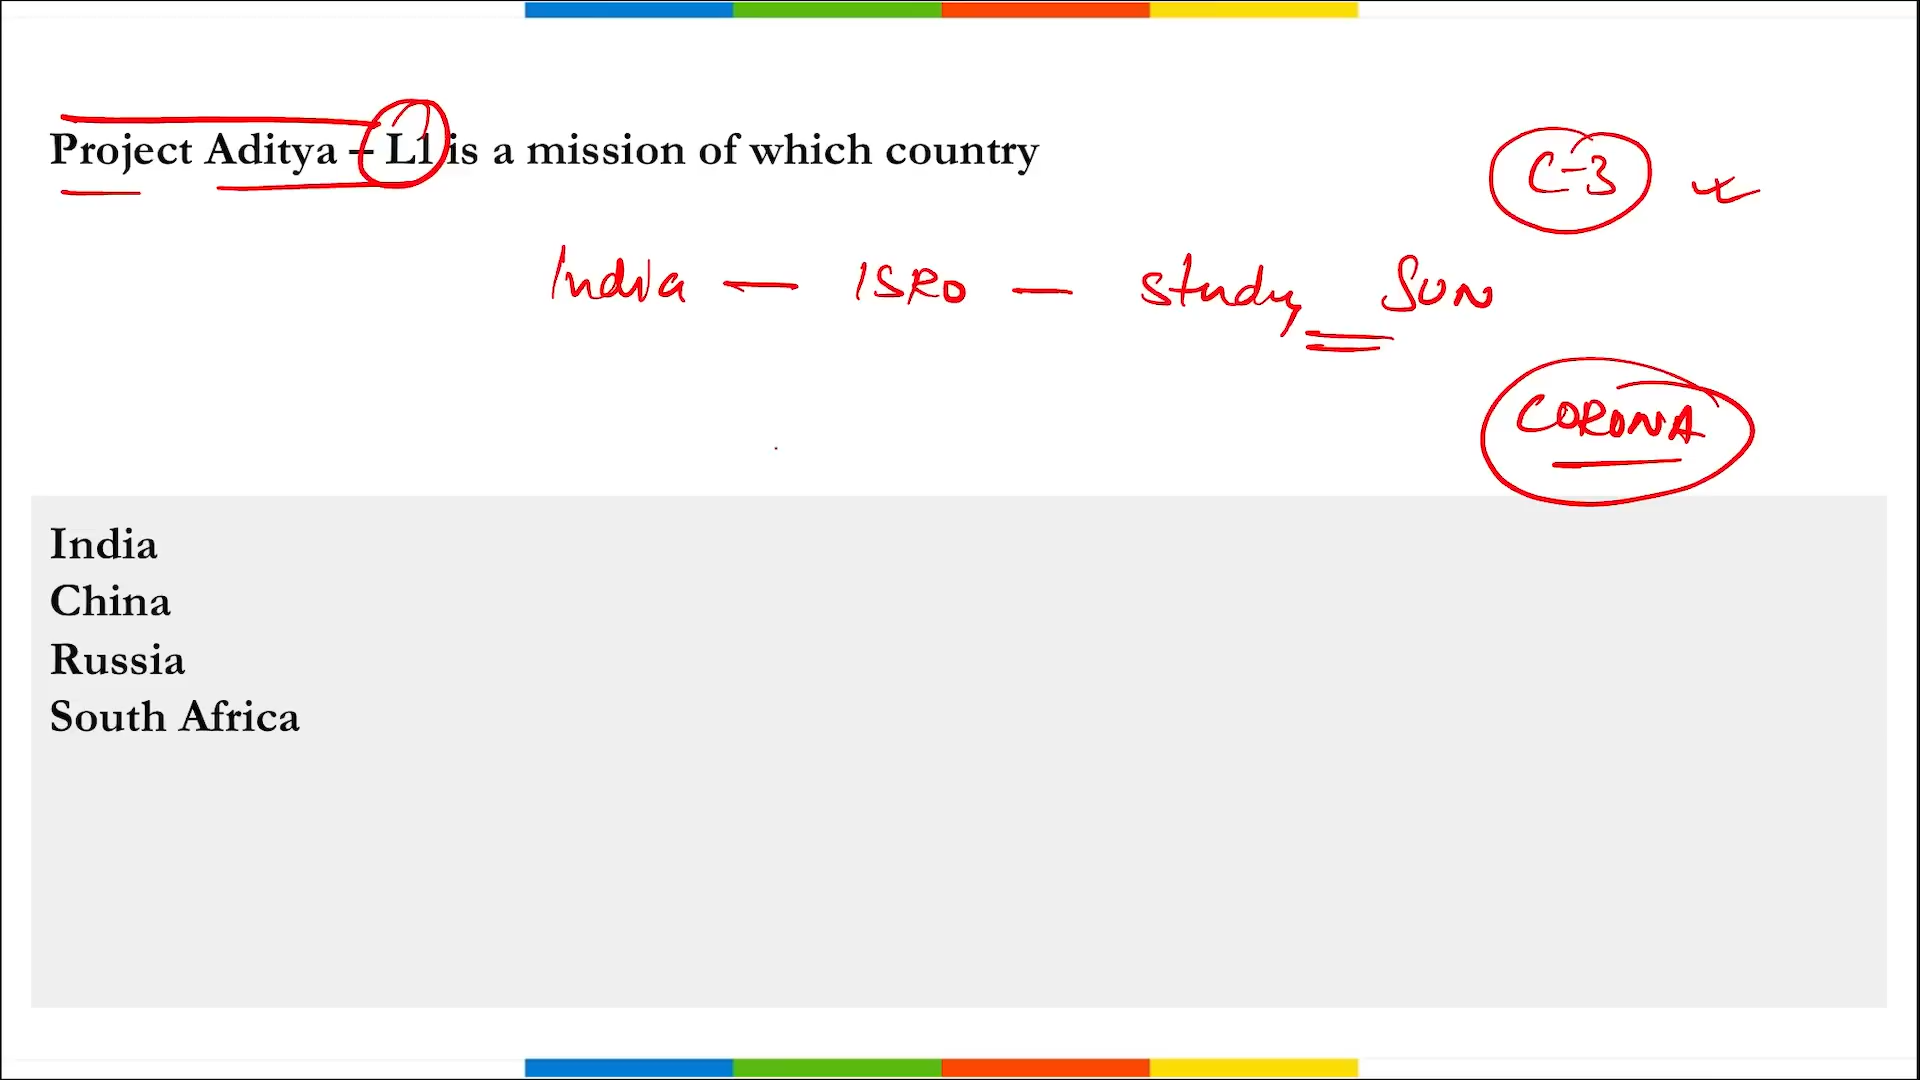 Project Aditya – L1 is a mission of which country
C-3
India — ISRO — Study SUN
CORONA
India
China
Russia
South Africa